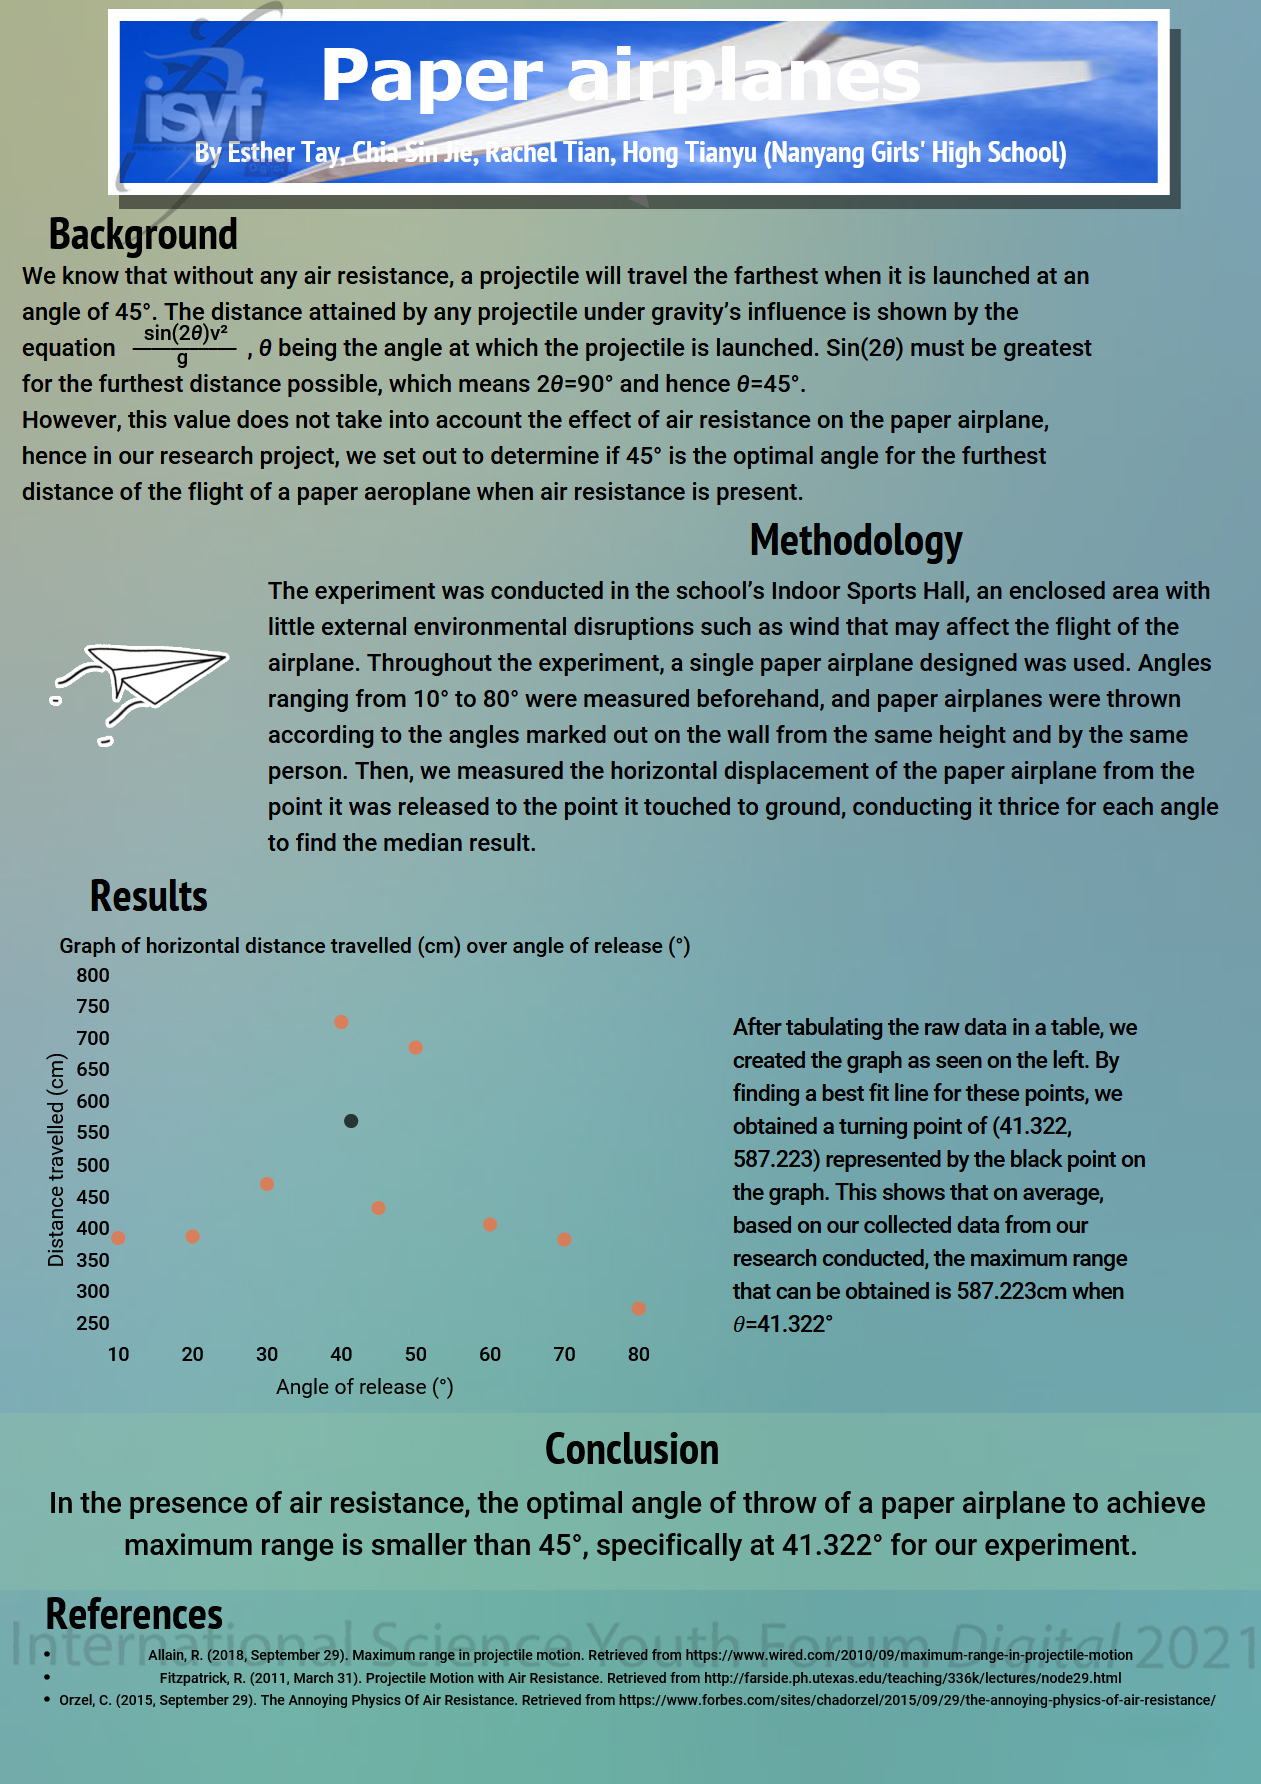 isyf
Digital
Paper airplanes
By Esther Tay, Chia Sin Jie, Rachel Tian, Hong Tianyu (Nanyang Girls' High School)
Background
We know that without any air resistance, a projectile will travel the farthest when it is launched at an
angle of 45°. The distance attained by any projectile under gravity’s influence is shown by the
equation sin(2θ)v² / g , θ being the angle at which the projectile is launched. Sin(2θ) must be greatest
for the furthest distance possible, which means 2θ=90° and hence θ=45°.
However, this value does not take into account the effect of air resistance on the paper airplane,
hence in our research project, we set out to determine if 45° is the optimal angle for the furthest
distance of the flight of a paper aeroplane when air resistance is present.
Methodology
The experiment was conducted in the school’s Indoor Sports Hall, an enclosed area with
little external environmental disruptions such as wind that may affect the flight of the
airplane. Throughout the experiment, a single paper airplane designed was used. Angles
ranging from 10° to 80° were measured beforehand, and paper airplanes were thrown
according to the angles marked out on the wall from the same height and by the same
person. Then, we measured the horizontal displacement of the paper airplane from the
point it was released to the point it touched to ground, conducting it thrice for each angle
to find the median result.
Results
Graph of horizontal distance travelled (cm) over angle of release (°)
Distance travelled (cm)
800
750
700
650
600
550
500
450
400
350
300
250
10 20 30 40 50 60 70 80
Angle of release (°)
After tabulating the raw data in a table, we
created the graph as seen on the left. By
finding a best fit line for these points, we
obtained a turning point of (41.322,
587.223) represented by the black point on
the graph. This shows that on average,
based on our collected data from our
research conducted, the maximum range
that can be obtained is 587.223cm when
θ=41.322°
Conclusion
In the presence of air resistance, the optimal angle of throw of a paper airplane to achieve
maximum range is smaller than 45°, specifically at 41.322° for our experiment.
References
International Science Youth Forum Digital 2021
• Allain, R. (2018, September 29). Maximum range in projectile motion. Retrieved from https://www.wired.com/2010/09/maximum-range-in-projectile-motion
• Fitzpatrick, R. (2011, March 31). Projectile Motion with Air Resistance. Retrieved from http://farside.ph.utexas.edu/teaching/336k/lectures/node29.html
• Orzel, C. (2015, September 29). The Annoying Physics Of Air Resistance. Retrieved from https://www.forbes.com/sites/chadorzel/2015/09/29/the-annoying-physics-of-air-resistance/